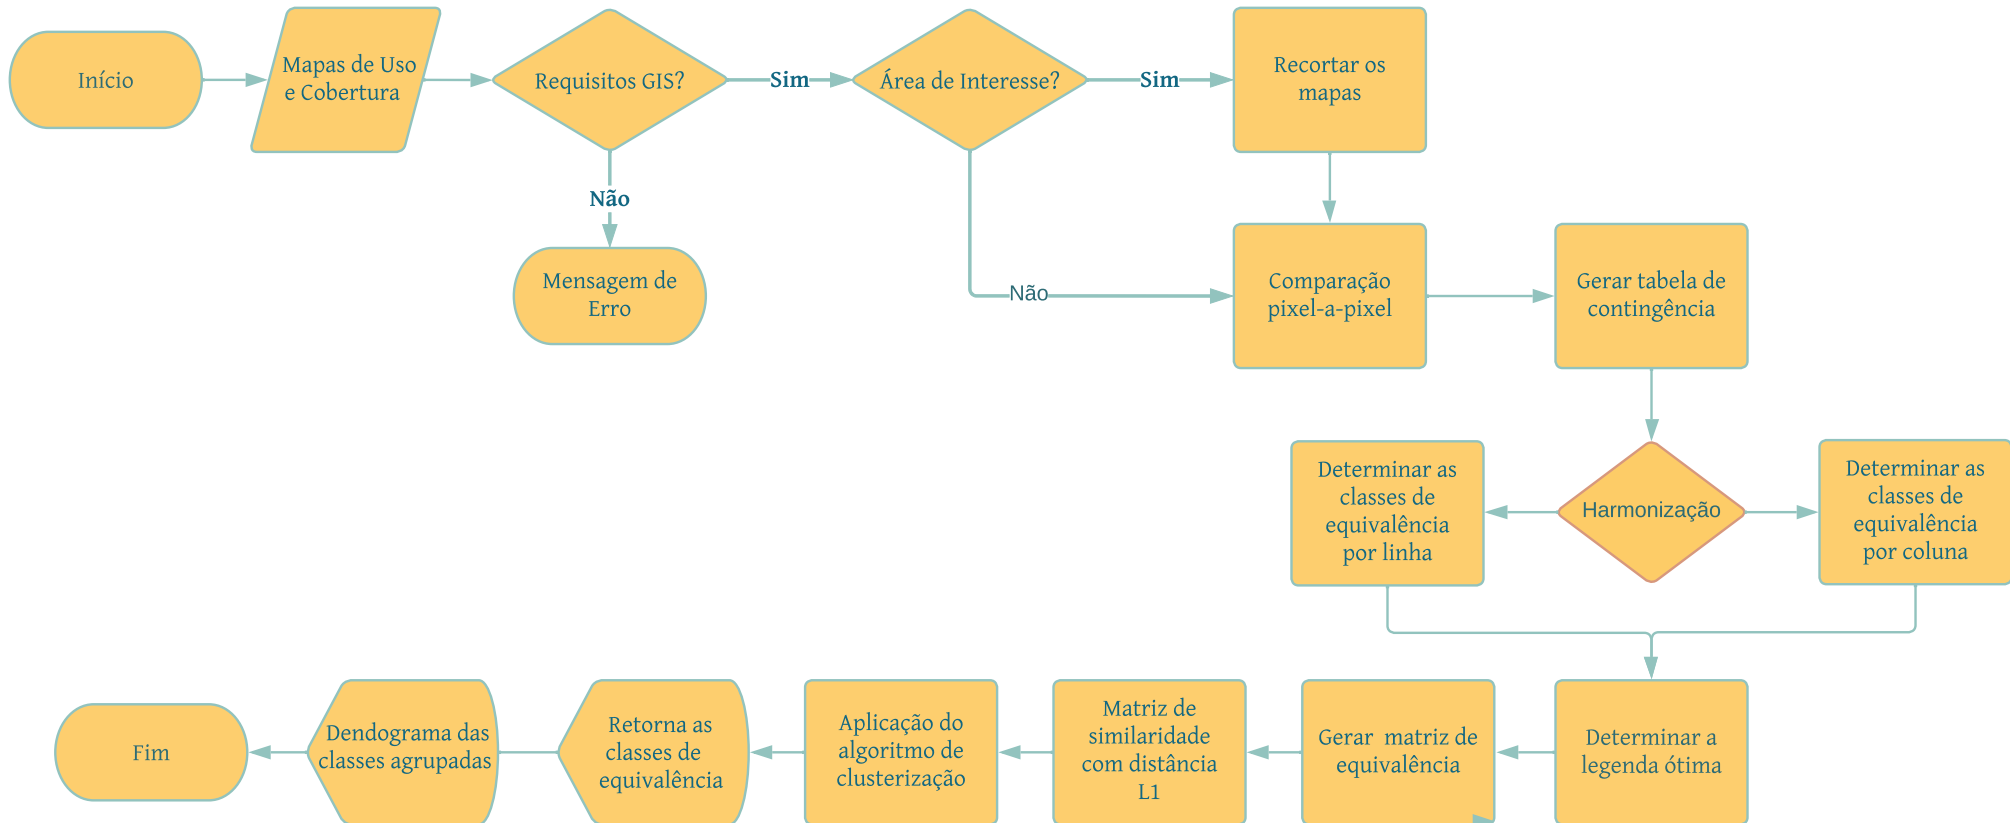 Início
Mapas de Uso
e Cobertura
Requisitos GIS?
Sim
Área de Interesse?
Sim
Recortar os
mapas
Não
Mensagem de
Erro
Não
Comparação
pixel-a-pixel
Gerar tabela de
contingência
Harmonização
Determinar as
classes de
equivalência
por linha
Determinar as
classes de
equivalência
por coluna
Determinar a
legenda ótima
Gerar matriz de
equivalência
Matriz de
similaridade
com distância
L1
Aplicação do
algoritmo de
clusterização
Retorna as
classes de
equivalência
Dendograma das
classes agrupadas
Fim